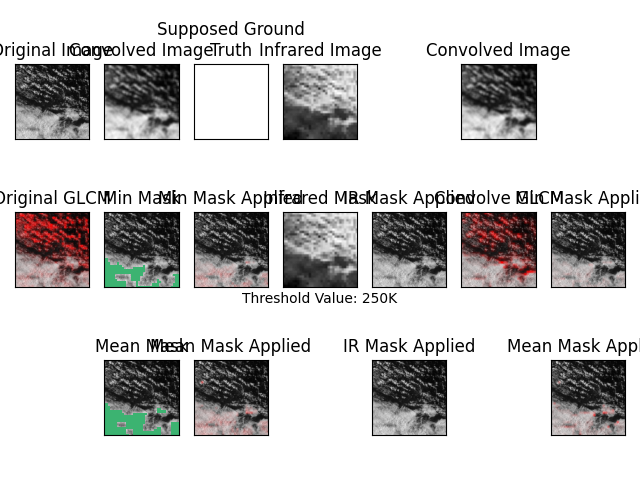 Supposed Ground
Original Image Convolved Image Truth Infrared Image Convolved Image
Original GLCM Min Mask Min Mask Applied Infrared Mask IR Mask Applied Convolve GLCM Min Mask Appli
Threshold Value: 250K
Mean Mask Mean Mask Applied IR Mask Applied Mean Mask Appl